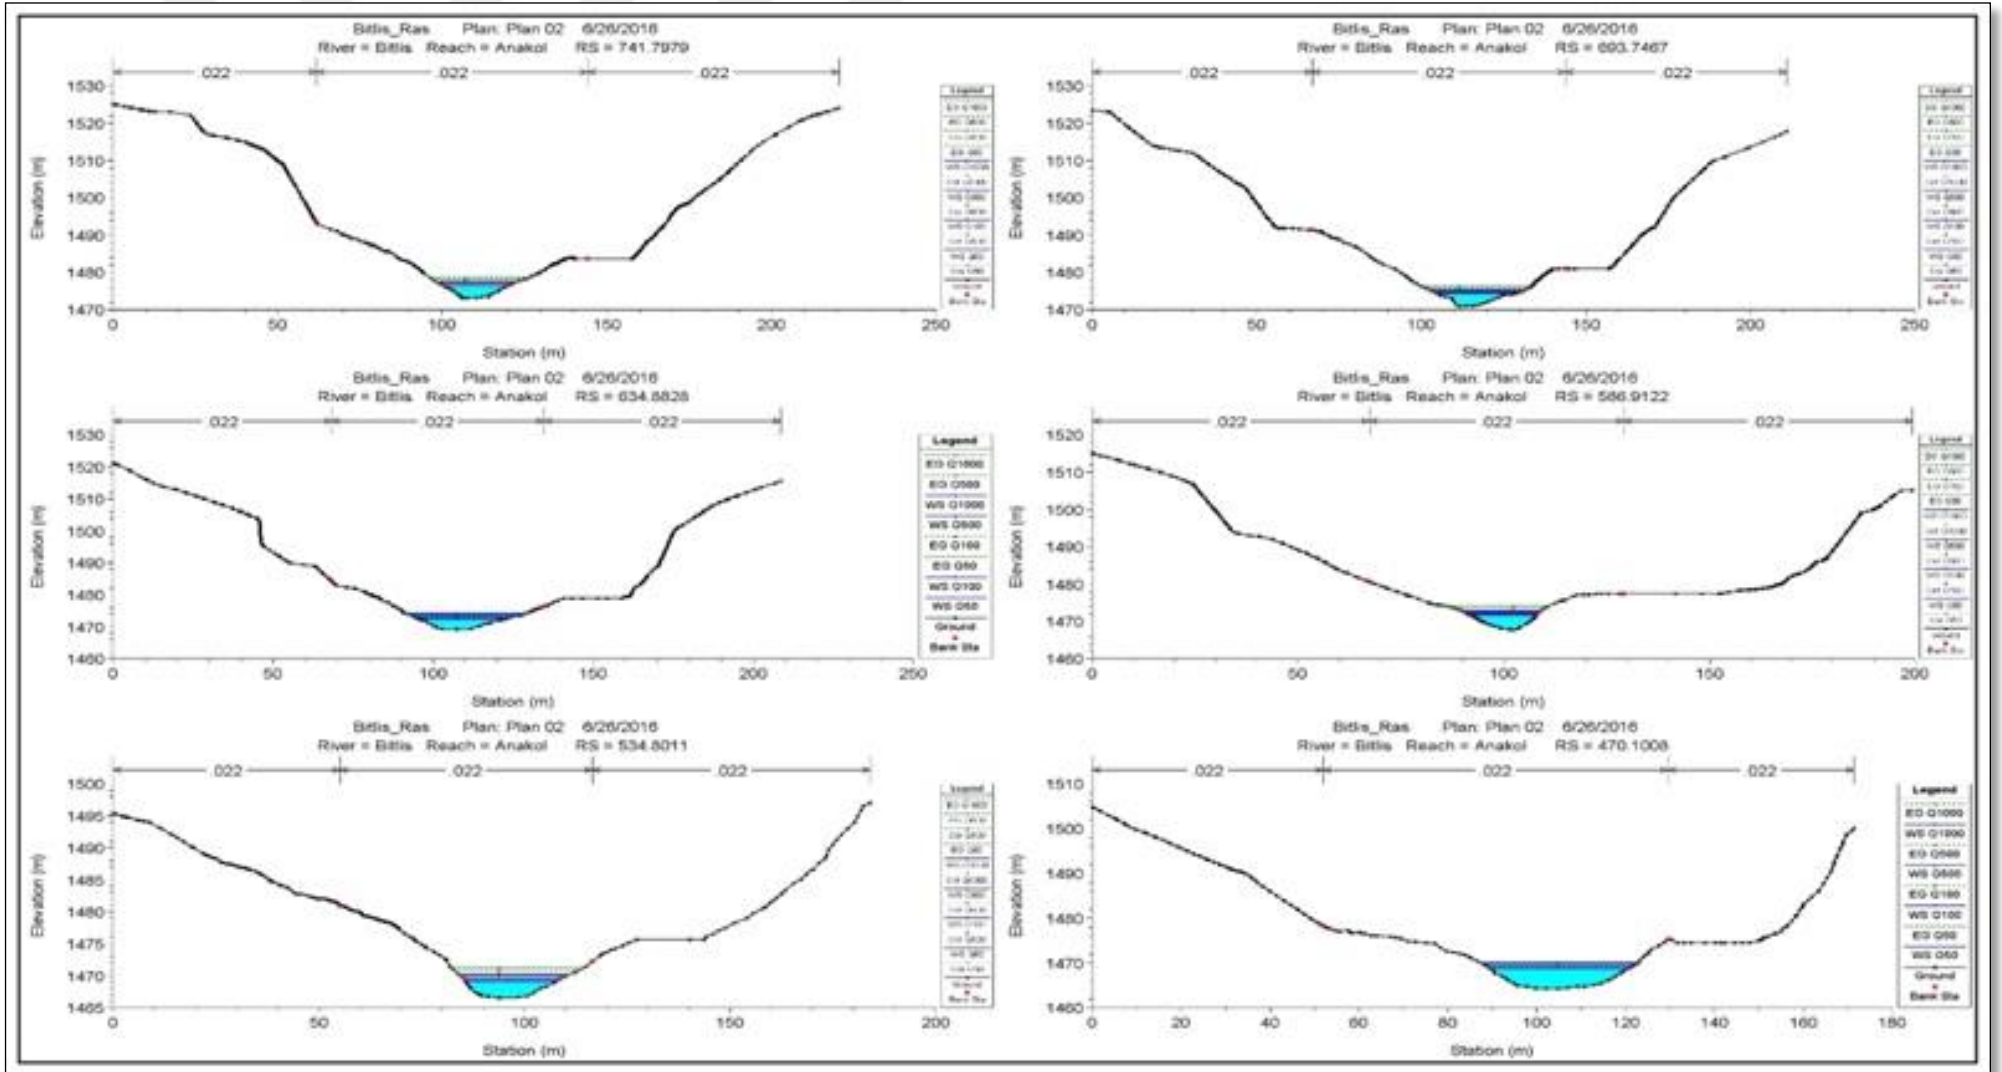 Bitlis_Ras Plan: Plan 02 6/26/2016
River = Bitlis Reach = Anakol RS = 741.7979
.022 .022 .022
Elevation (m)
1530
1520
1510
1500
1490
1480
1470
0 50 100 150 200 250
Station (m)
Legend
Ground
Bank Sta
Bitlis_Ras Plan: Plan 02 6/26/2016
River = Bitlis Reach = Anakol RS = 693.7467
.022 .022 .022
Elevation (m)
1530
1520
1510
1500
1490
1480
1470
0 50 100 150 200 250
Station (m)
Legend
Ground
Bank Sta
Bitlis_Ras Plan: Plan 02 6/26/2016
River = Bitlis Reach = Anakol RS = 634.8828
.022 .022 .022
Elevation (m)
1530
1520
1510
1500
1490
1480
1470
1460
0 50 100 150 200 250
Station (m)
Legend
EG Q1000
EG Q500
WS Q1000
WS Q500
EG Q100
EG Q50
WS Q100
WS Q50
Ground
Bank Sta
Bitlis_Ras Plan: Plan 02 6/26/2016
River = Bitlis Reach = Anakol RS = 586.9122
.022 .022 .022
Elevation (m)
1520
1510
1500
1490
1480
1470
1460
0 50 100 150 200
Station (m)
Legend
Ground
Bank Sta
Bitlis_Ras Plan: Plan 02 6/26/2016
River = Bitlis Reach = Anakol RS = 534.8011
.022 .022 .022
Elevation (m)
1500
1495
1490
1485
1480
1475
1470
1465
0 50 100 150 200
Station (m)
Legend
Ground
Bank Sta
Bitlis_Ras Plan: Plan 02 6/26/2016
River = Bitlis Reach = Anakol RS = 470.1008
.022 .022 .022
Elevation (m)
1510
1500
1490
1480
1470
1460
0 20 40 60 80 100 120 140 160 180
Station (m)
Legend
EG Q1000
WS Q1000
EG Q500
WS Q500
EG Q100
WS Q100
EG Q50
WS Q50
Ground
Bank Sta